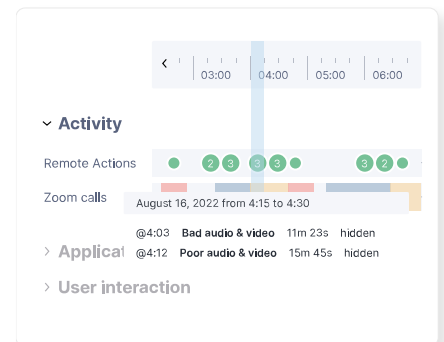 03:00 04:00 05:00 06:00
Activity
Remote Actions 2 3 3 3 3 2
Zoom calls
August 16, 2022 from 4:15 to 4:30
@4:03 Bad audio & video 11m 23s hidden
Applicat @4:12 Poor audio & video 15m 45s hidden
User interaction